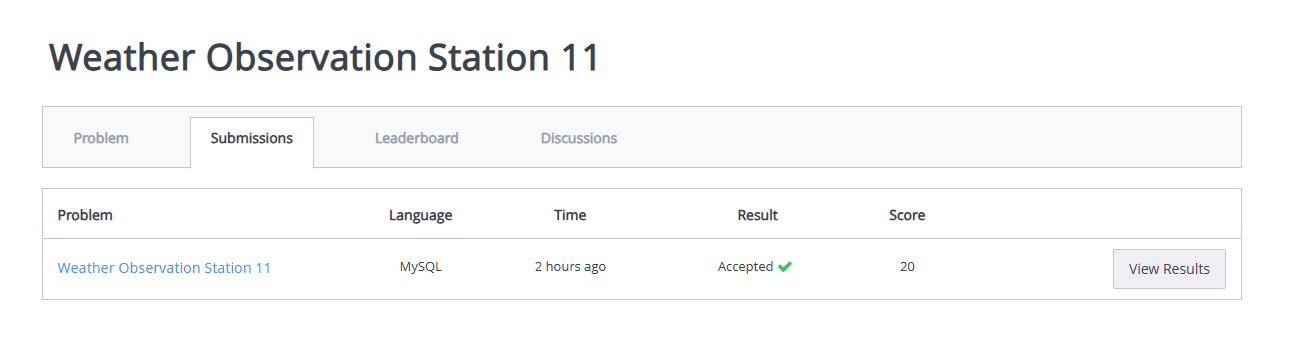 Weather Observation Station 11
Problem Submissions Leaderboard Discussions
Problem Language Time Result Score
Weather Observation Station 11 MySQL 2 hours ago Accepted 20 View Results